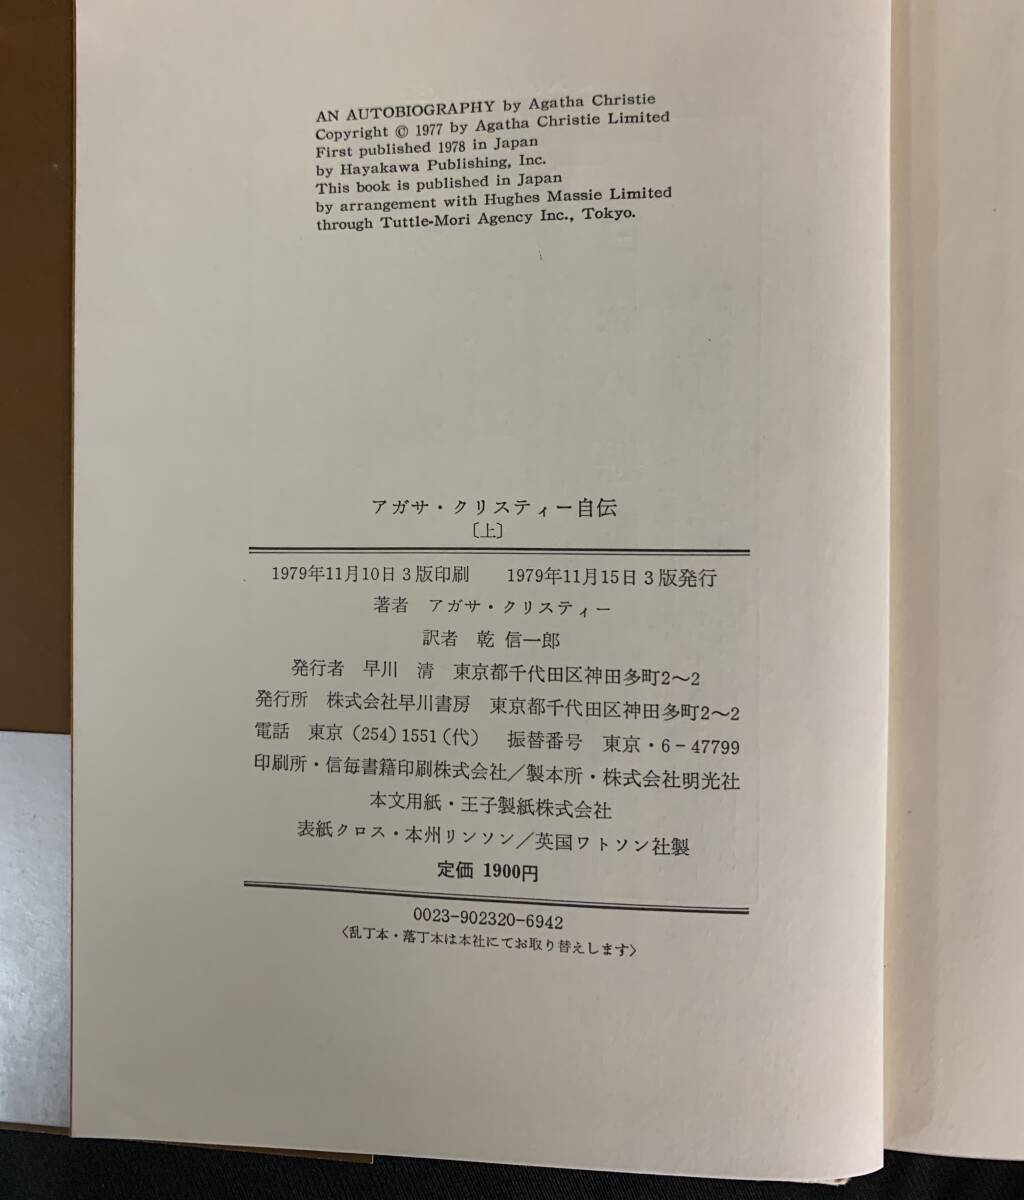 AN AUTOBIOGRAPHY by Agatha Christie
Copyright © 1977 by Agatha Christie Limited
First published 1978 in Japan
by Hayakawa Publishing, Inc.
This book is published in Japan
by arrangement with Hughes Massie Limited
through Tuttle-Mori Agency Inc., Tokyo.
アガサ・クリスティー自伝
〔上〕
1979年11月10日3版印刷　1979年11月15日3版発行
著者　アガサ・クリスティー
訳者　乾 信一郎
発行者　早川　清　東京都千代田区神田多町2〜2
発行所　株式会社早川書房　東京都千代田区神田多町2〜2
電話　東京（254）1551（代）　振替番号　東京・6－47799
印刷所・信毎書籍印刷株式会社／製本所・株式会社明光社
本文用紙・王子製紙株式会社
表紙クロス・本州リンソン／英国ワトソン社製
定価 1900円
0023-902320-6942
〈乱丁本・落丁本は本社にてお取り替えします〉